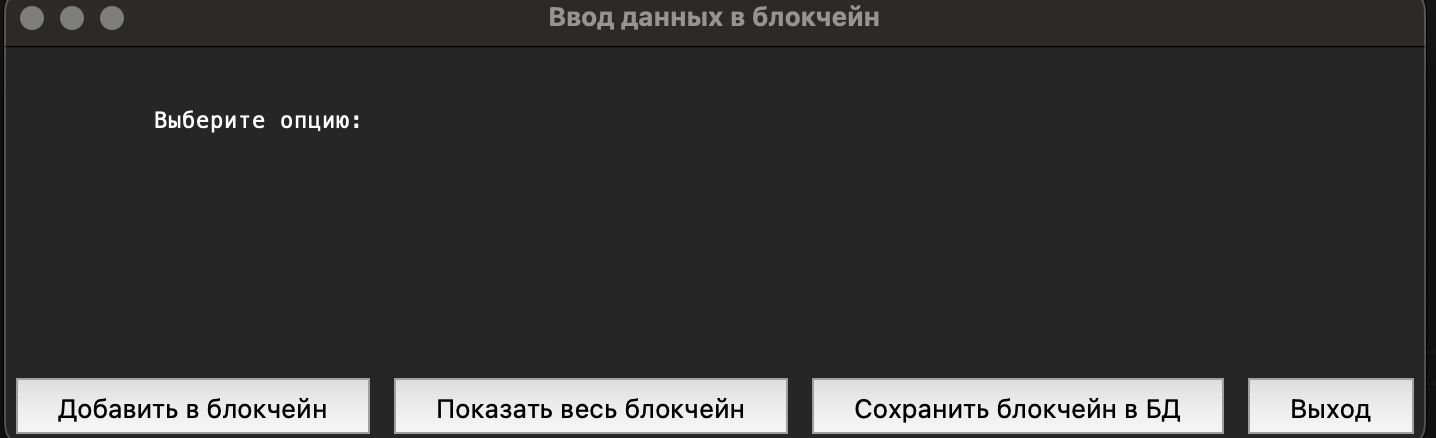 Ввод данных в блокчейн
Выберите опцию:
Добавить в блокчейн
Показать весь блокчейн
Сохранить блокчейн в БД
Выход